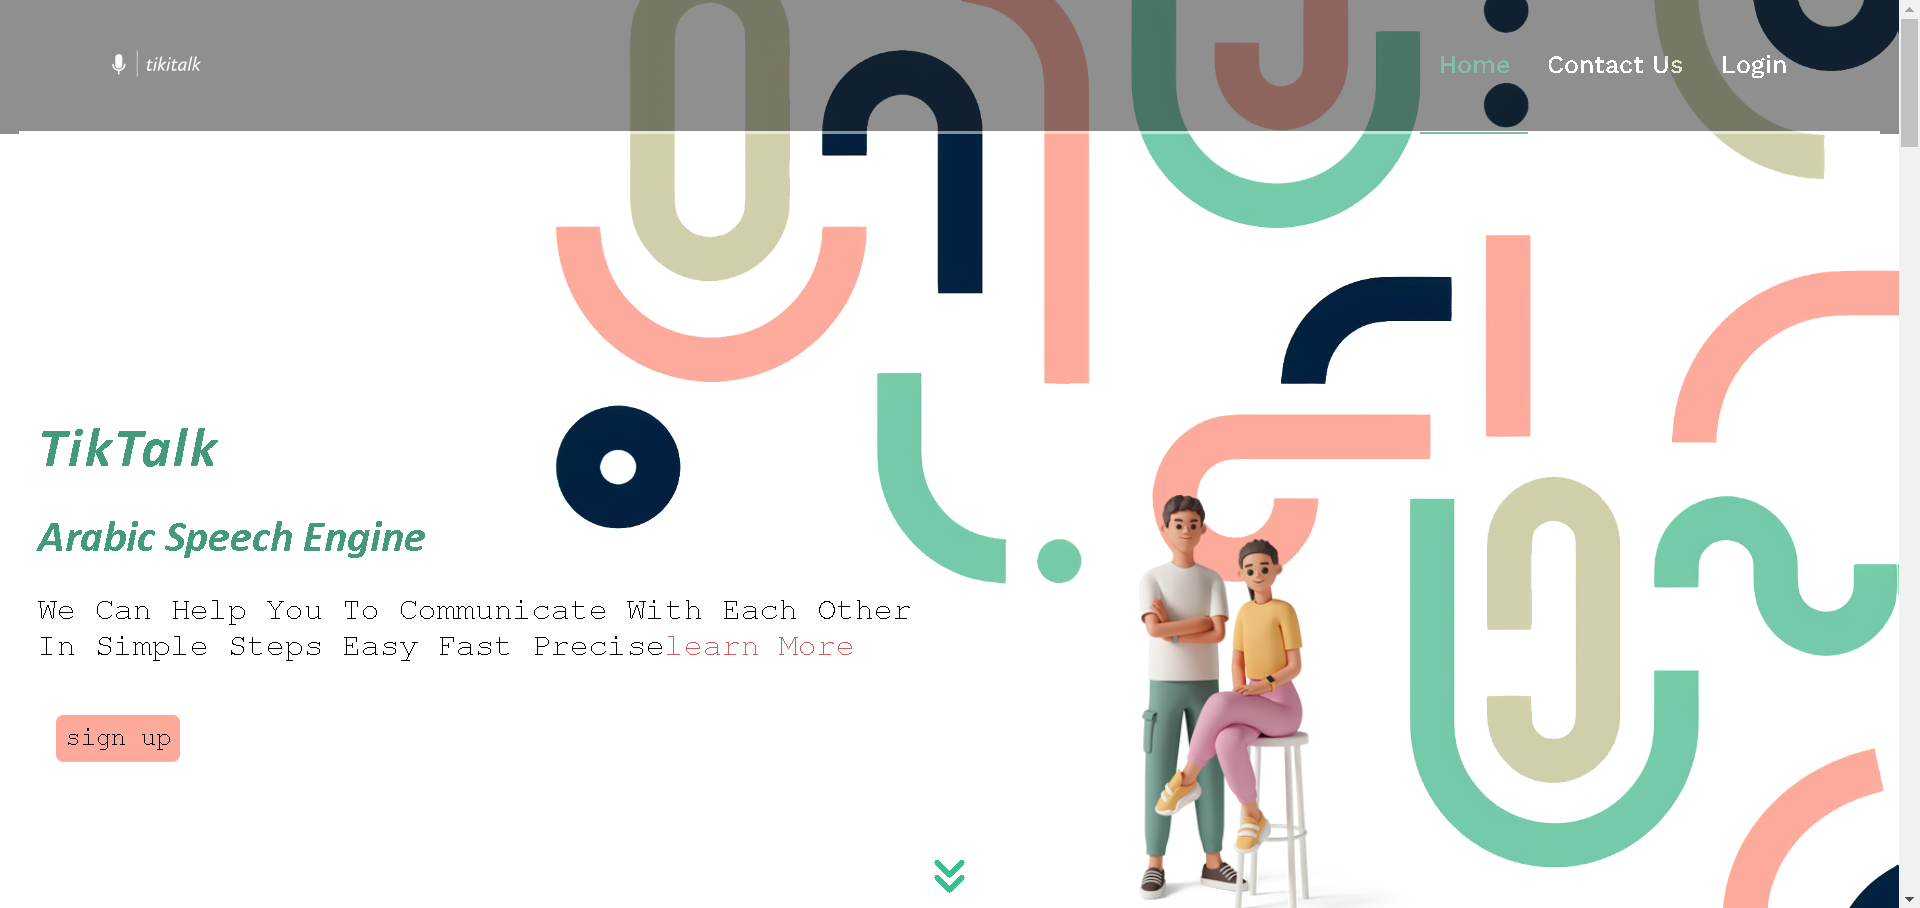 tikitalk
Home Contact Us Login
TikTalk
Arabic Speech Engine
We Can Help You To Communicate With Each Other
In Simple Steps Easy Fast Preciselearn More
sign up